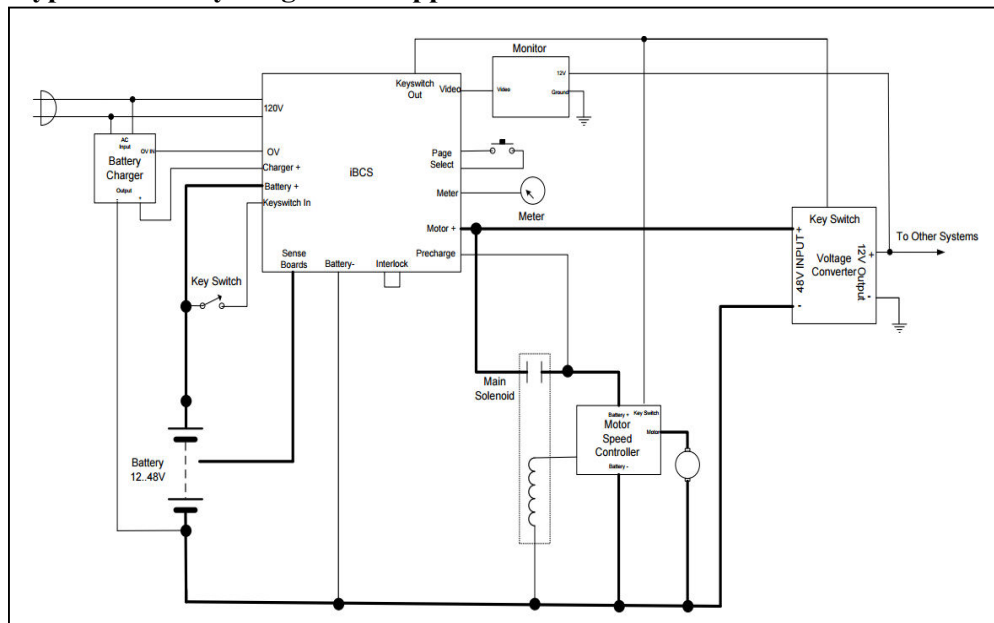 Monitor
12V
Video
Ground
Keyswitch
Out
Video
120V
AC
Input
0V IN
Battery
Charger
Output
-
+
OV
Charger +
Battery +
Keyswitch In
iBCS
Page
Select
Meter
Meter
Motor +
Precharge
Sense
Boards
Battery-
Interlock
Key Switch
Key Switch
+
48V INPUT
-
Voltage
Converter
12V Output
+
-
To Other Systems
Main
Solenoid
Battery +
Key Switch
Motor
Speed
Controller
Motor
Battery -
Battery
12..48V